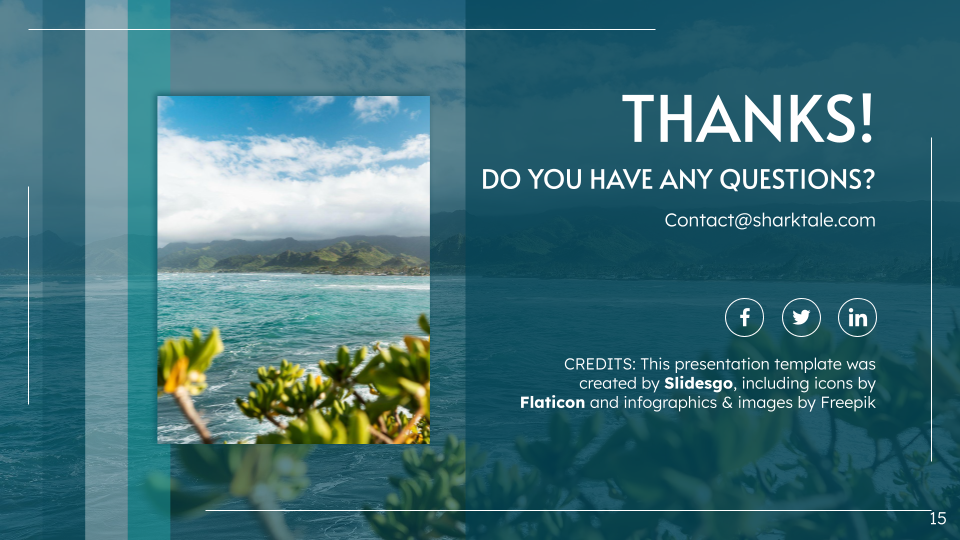 THANKS!
DO YOU HAVE ANY QUESTIONS?
Contact@sharktale.com
f
in
CREDITS: This presentation template was
created by Slidesgo, including icons by
Flaticon and infographics & images by Freepik
15